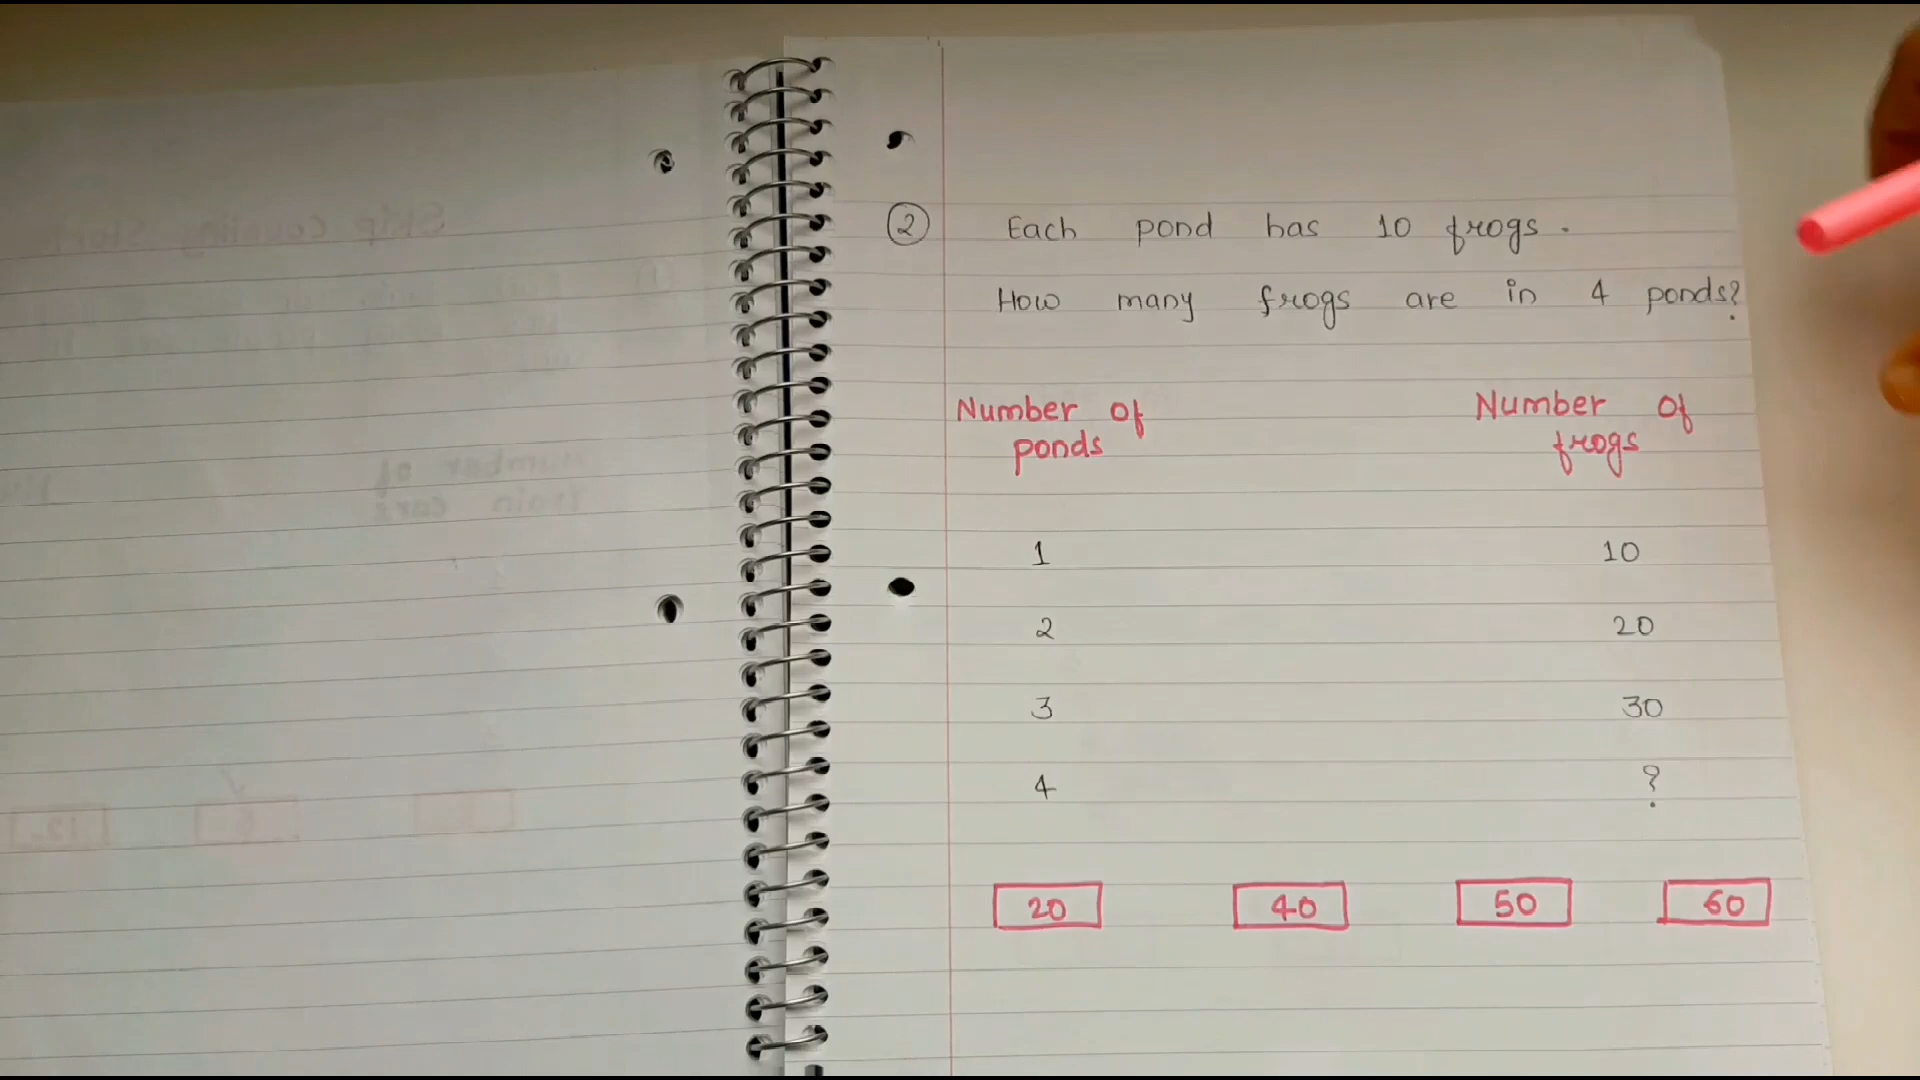 ② Each pond has 10 frogs.
How many frogs are in 4 ponds?
Number of ponds Number of frogs
1 10
2 20
3 30
4 ?
20 40 50 60